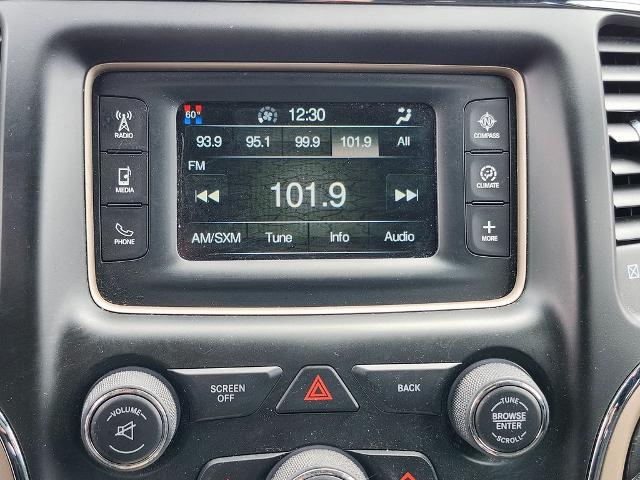 60° 12:30
93.9 95.1 99.9 101.9 All
FM
101.9
AM/SXM Tune Info Audio
RADIO
MEDIA
PHONE
N
COMPASS
CLIMATE
+
MORE
VOLUME
SCREEN
OFF
BACK
TUNE
BROWSE
ENTER
SCROLL